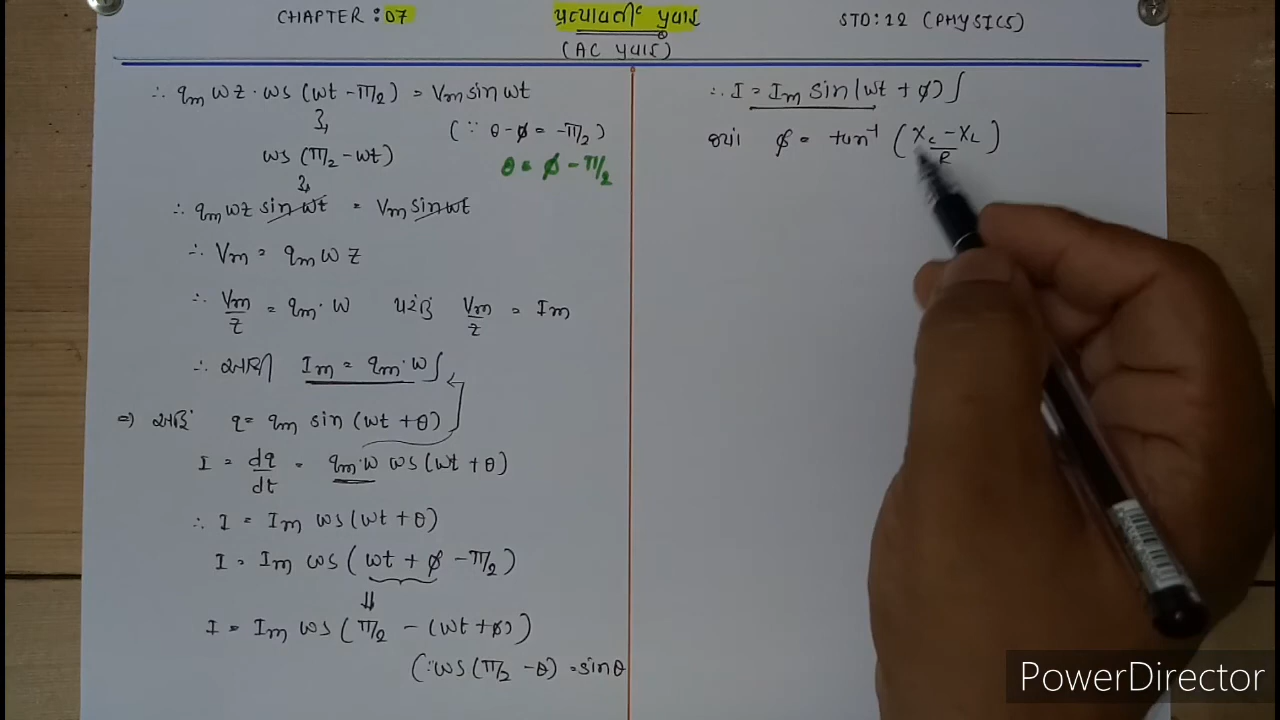 CHAPTER : 07
પ્રત્યાવર્તી પ્રવાહ
(AC પ્રવાહ)
STD : 12 (PHYSICS)
∴ qm ω z · cos (ωt - π/2) = Vm sin ωt
(∵ θ - φ = -π/2)
cos (π/2 - ωt)
θ = φ - π/2
∴ qm ωz sin ωt = Vm sin ωt
∴ Vm = qm ω z
∴ Vm/z = qm · ω પરંતુ Vm/z = Im
∴ આથી Im = qm · ω
⇒ અહીં q = qm sin (ωt + θ)
I = dq/dt = qm · ω cos (ωt + θ)
∴ I = Im cos (ωt + θ)
I = Im cos (ωt + φ - π/2)
⇓
I = Im cos (π/2 - (ωt + φ))
(∵ cos (π/2 - θ) = sin θ
∴ I = Im sin (ωt + φ)
જ્યાં φ = tan⁻¹ (Xc - XL / R)
PowerDirector